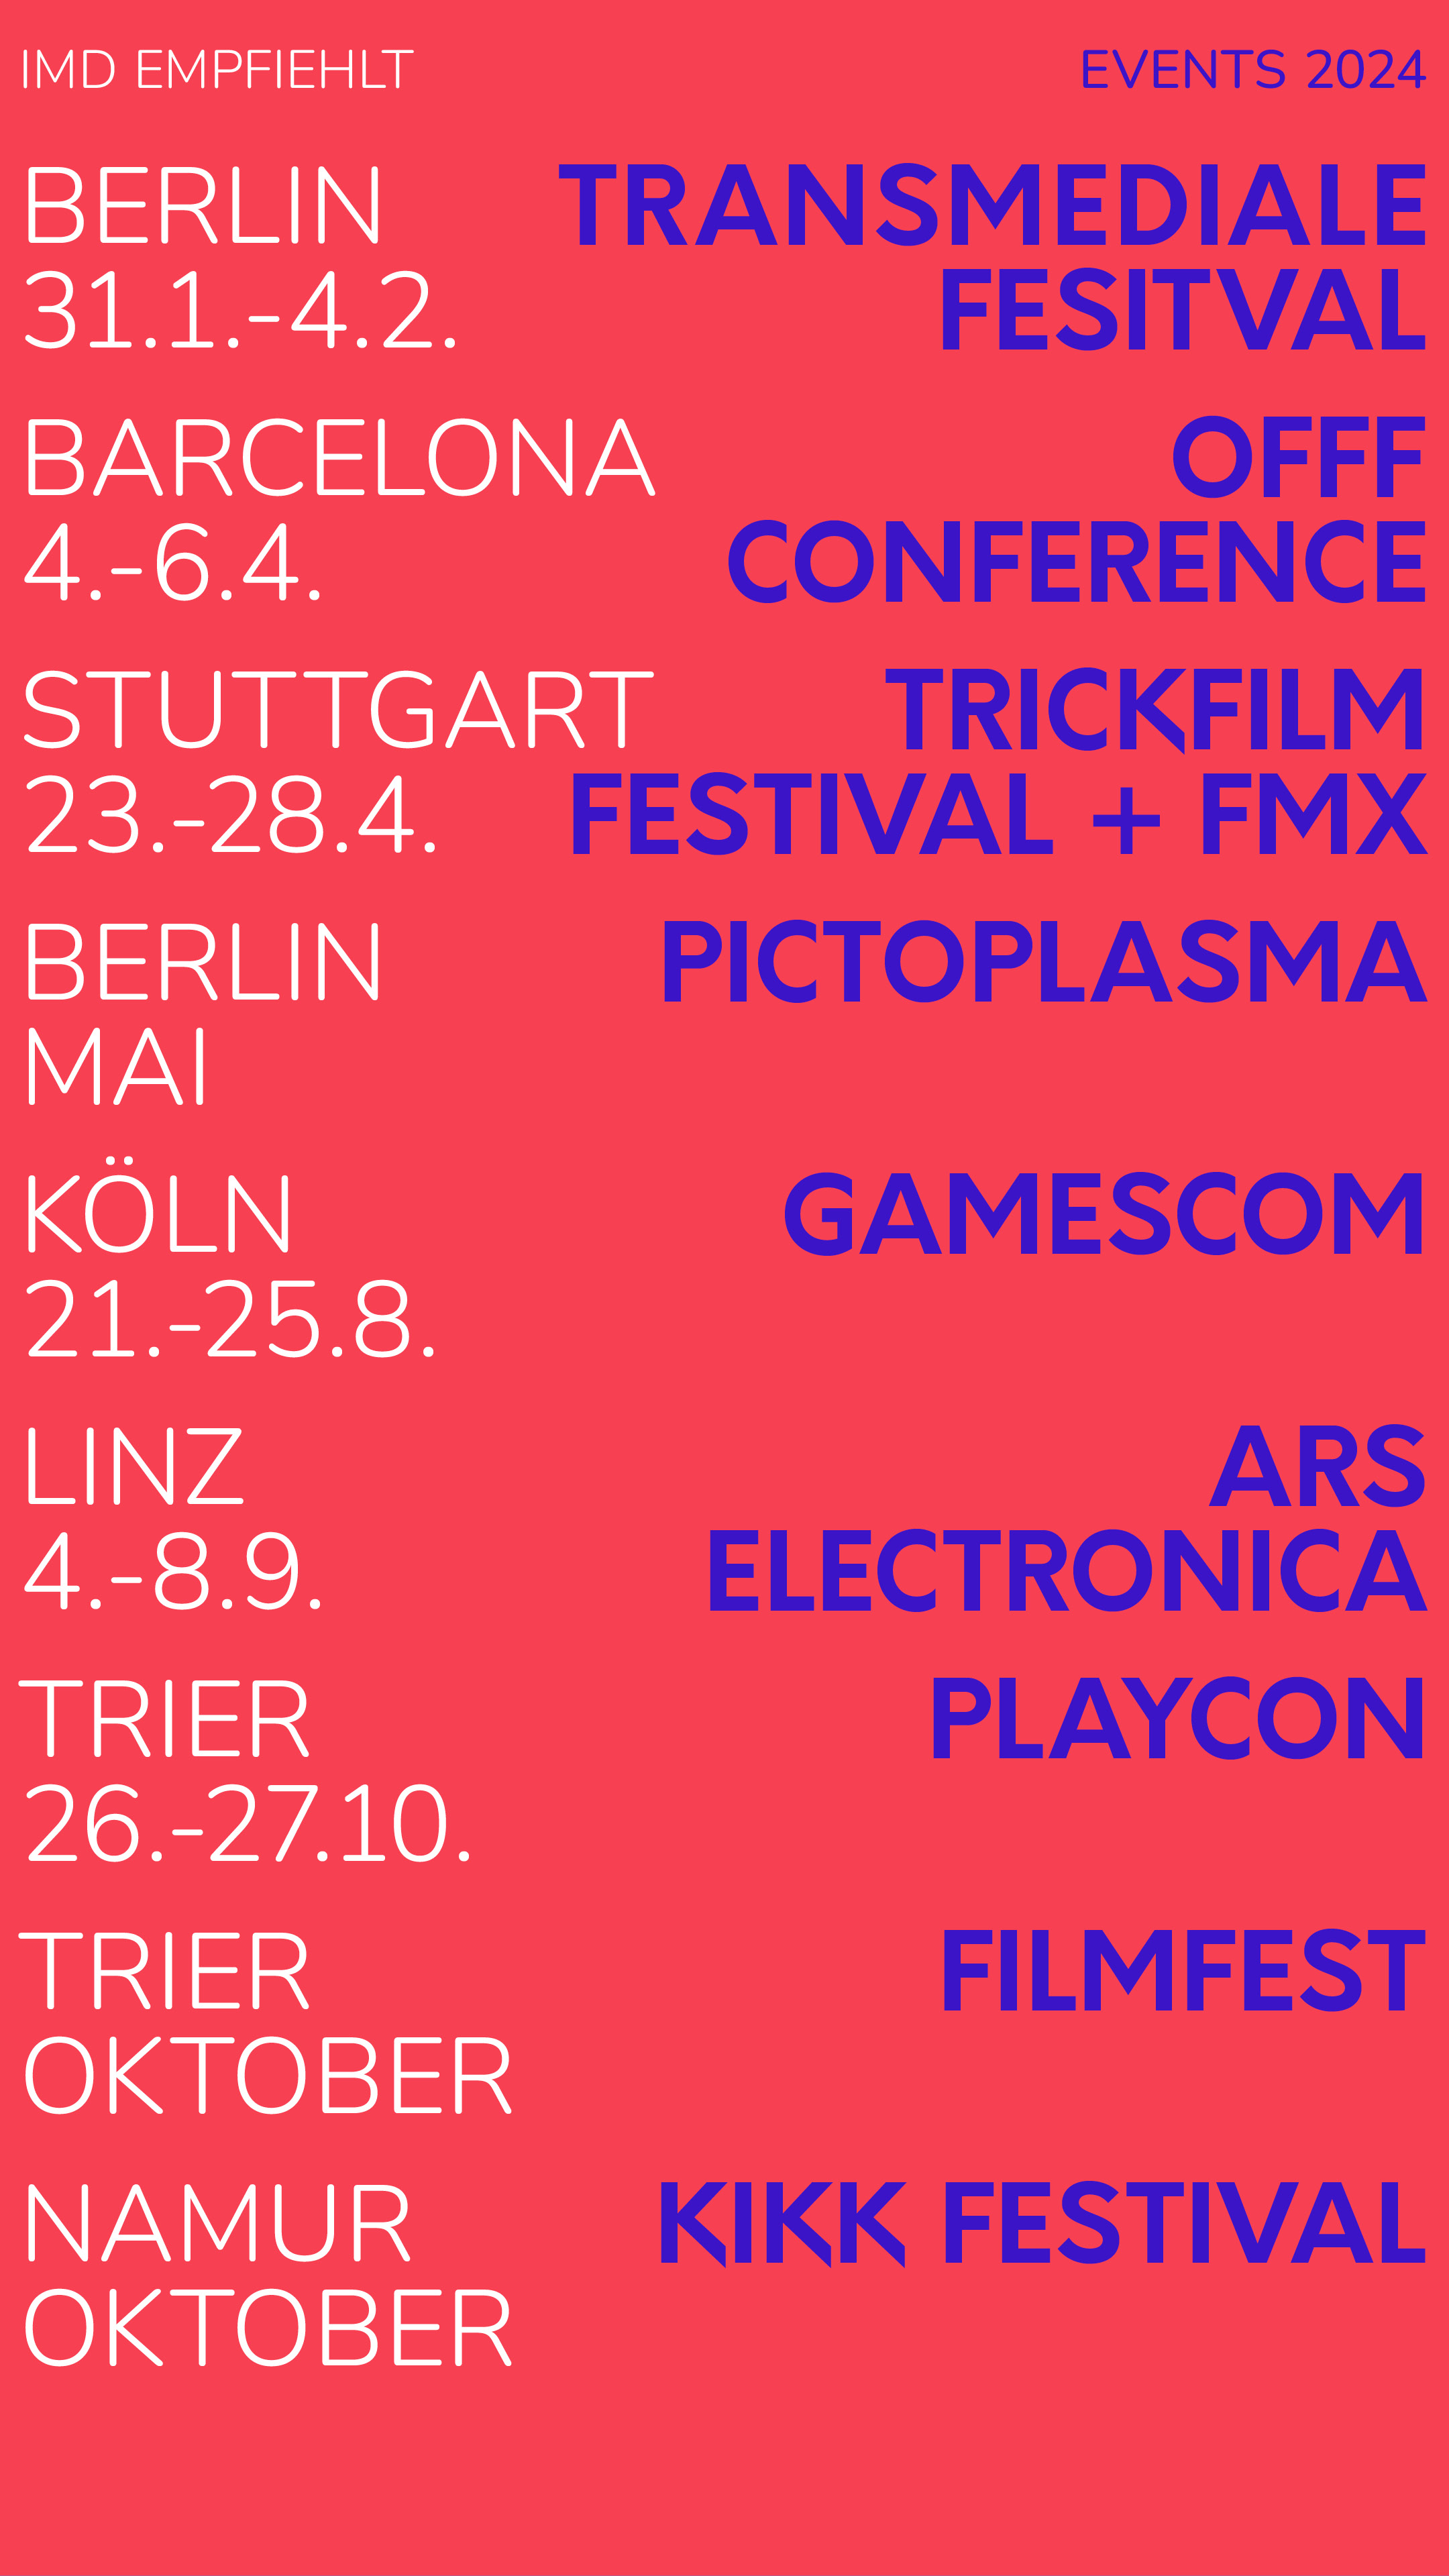 IMD EMPFIEHLT
EVENTS 2024
BERLIN TRANSMEDIALE
31.1.-4.2. FESITVAL
BARCELONA OFFF
4.-6.4. CONFERENCE
STUTTGART TRICKFILM
23.-28.4. FESTIVAL + FMX
BERLIN PICTOPLASMA
MAI
KÖLN GAMESCOM
21.-25.8.
LINZ ARS
4.-8.9. ELECTRONICA
TRIER PLAYCON
26.-27.10.
TRIER FILMFEST
OKTOBER
NAMUR KIKK FESTIVAL
OKTOBER